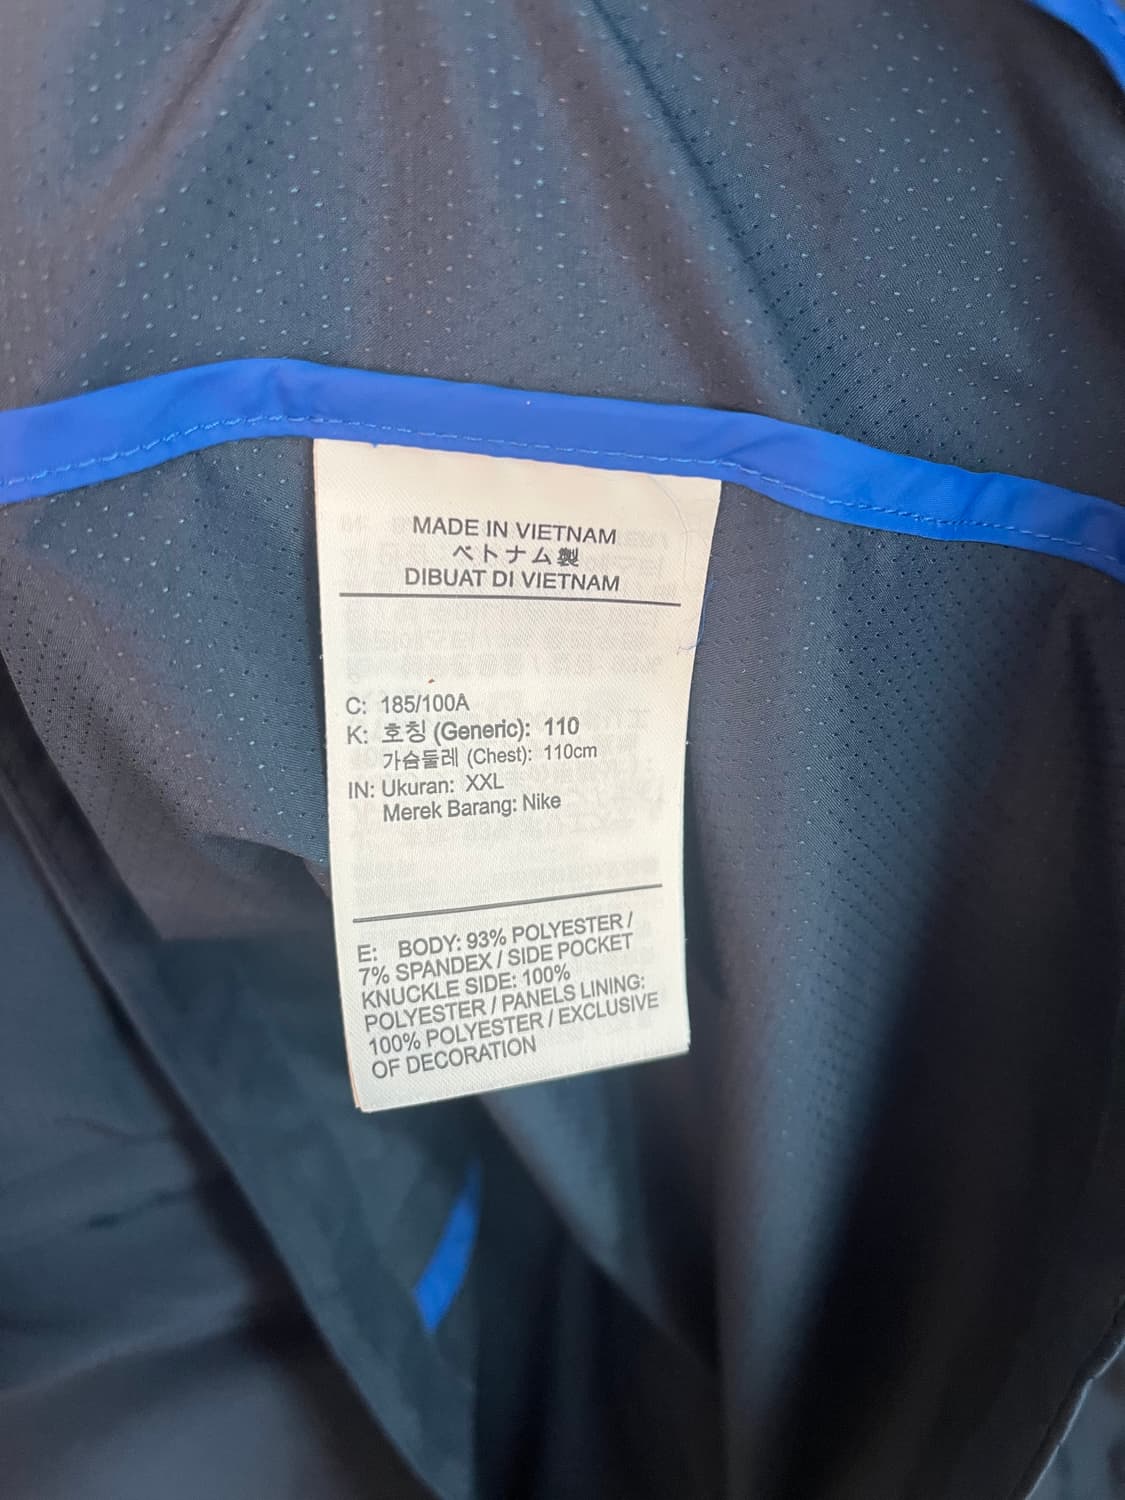 MADE IN VIETNAM
ベトナム製
DIBUAT DI VIETNAM
C: 185/100A
K: 호칭 (Generic): 110
가슴둘레 (Chest): 110cm
IN: Ukuran: XXL
Merek Barang: Nike
E: BODY: 93% POLYESTER /
7% SPANDEX / SIDE POCKET
KNUCKLE SIDE: 100%
POLYESTER / PANELS LINING:
100% POLYESTER / EXCLUSIVE
OF DECORATION